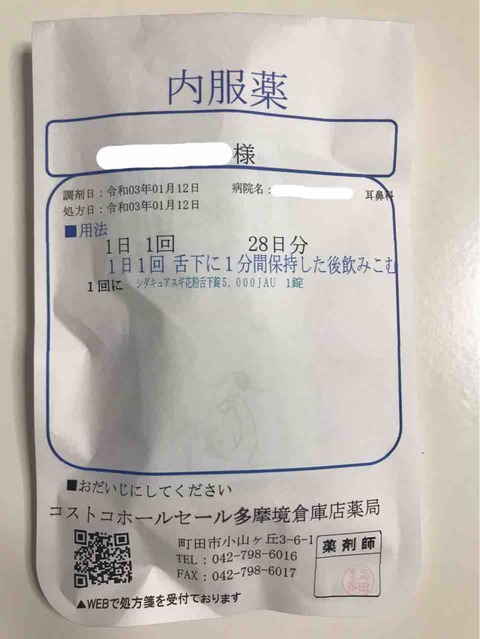 内服薬
様
調剤日：令和03年01月12日 病院名： 耳鼻科
処方日：令和03年01月12日
■用法
1日 1回 28日分
1日1回 舌下に1分間保持した後飲みこむ
1回に シダキュアスギ花粉舌下錠5,000JAU 1錠
■おだいじにしてください
コストコホールセール多摩境倉庫店薬局
町田市小山ヶ丘3-6-1
TEL：042-798-6016
FAX：042-798-6017
薬剤師
▲WEBで処方箋を受付ております